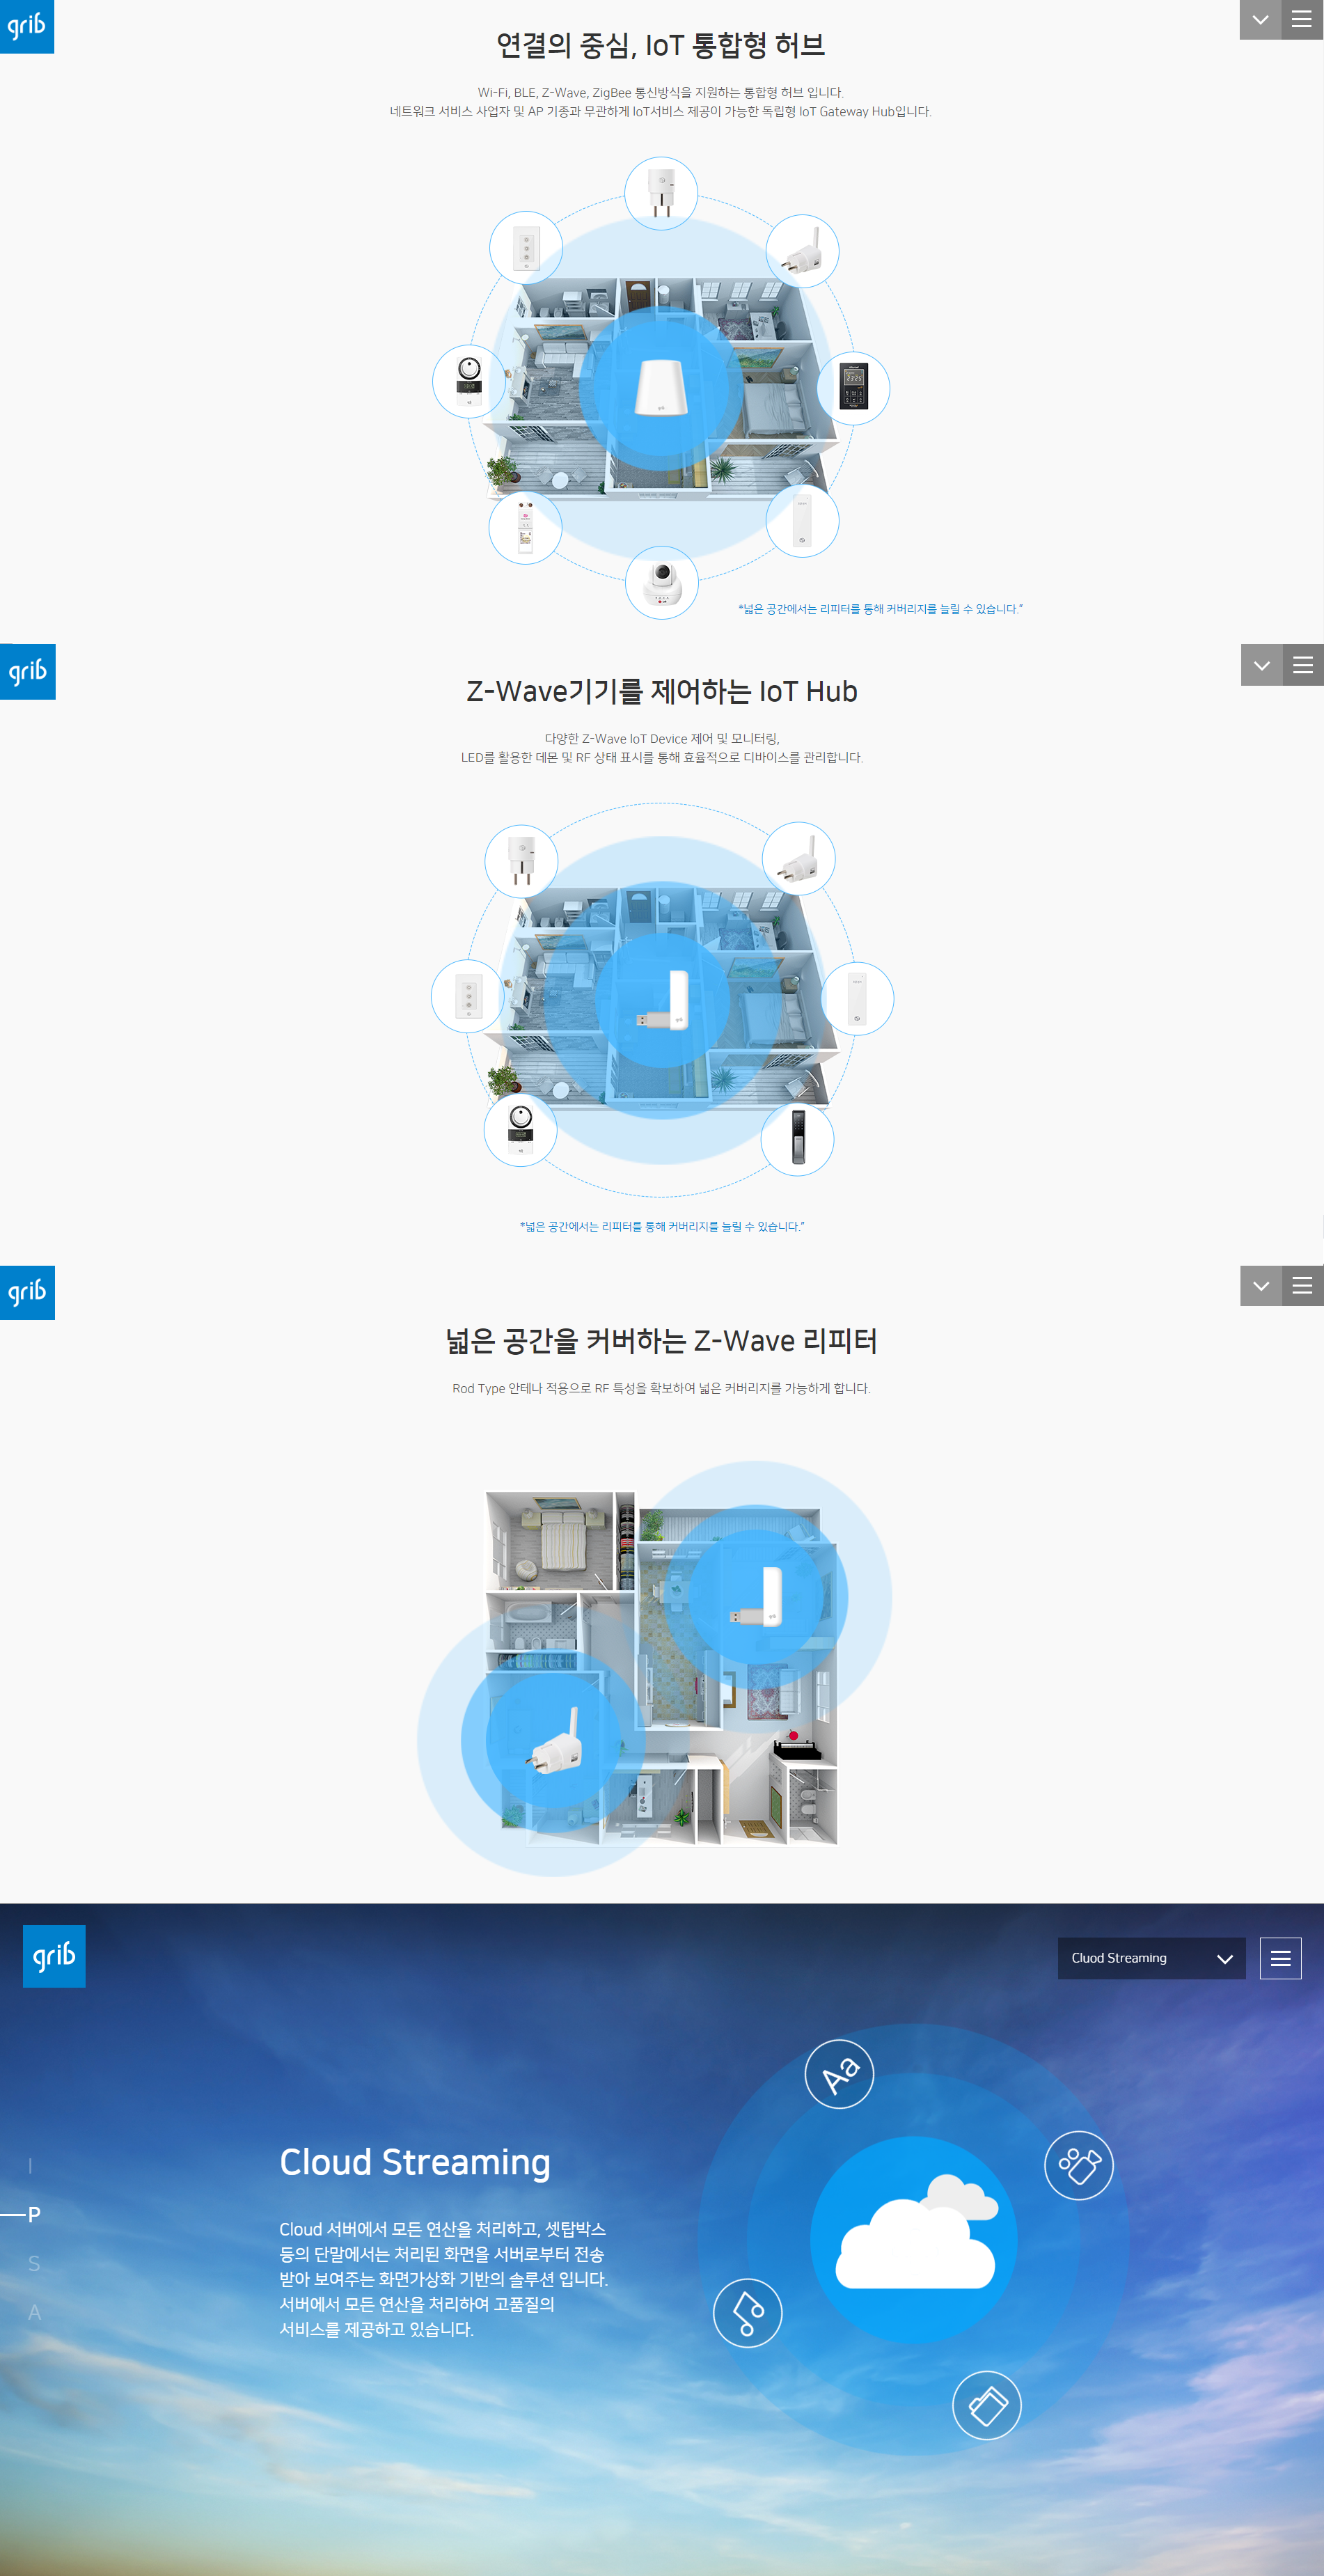 grib
연결의 중심, IoT 통합형 허브
Wi-Fi, BLE, Z-Wave, ZigBee 통신방식을 지원하는 통합형 허브 입니다.
네트워크 서비스 사업자 및 AP 기종과 무관하게 IoT서비스 제공이 가능한 독립형 IoT Gateway Hub입니다.
*넓은 공간에서는 리피터를 통해 커버리지를 늘릴 수 있습니다.”
grib
Z-Wave기기를 제어하는 IoT Hub
다양한 Z-Wave IoT Device 제어 및 모니터링,
LED를 활용한 데몬 및 RF 상태 표시를 통해 효율적으로 디바이스를 관리합니다.
*넓은 공간에서는 리피터를 통해 커버리지를 늘릴 수 있습니다.”
grib
넓은 공간을 커버하는 Z-Wave 리피터
Rod Type 안테나 적용으로 RF 특성을 확보하여 넓은 커버리지를 가능하게 합니다.
grib
Cluod Streaming
Aa
I
P
S
A
Cloud Streaming
Cloud 서버에서 모든 연산을 처리하고, 셋탑박스
등의 단말에서는 처리된 화면을 서버로부터 전송
받아 보여주는 화면가상화 기반의 솔루션 입니다.
서버에서 모든 연산을 처리하여 고품질의
서비스를 제공하고 있습니다.